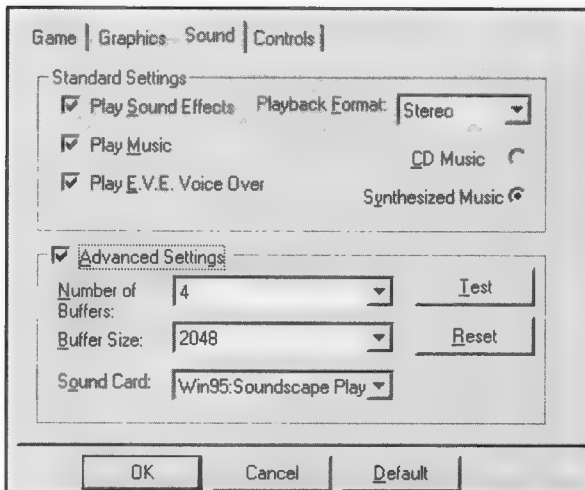 Game Graphics Sound Controls
Standard Settings
Play Sound Effects Playback Format: Stereo
Play Music
CD Music
Play E.V.E. Voice Over
Synthesized Music
Advanced Settings
Number of Buffers: 4 Test
Buffer Size: 2048 Reset
Sound Card: Win95:Soundscape Play
OK Cancel Default